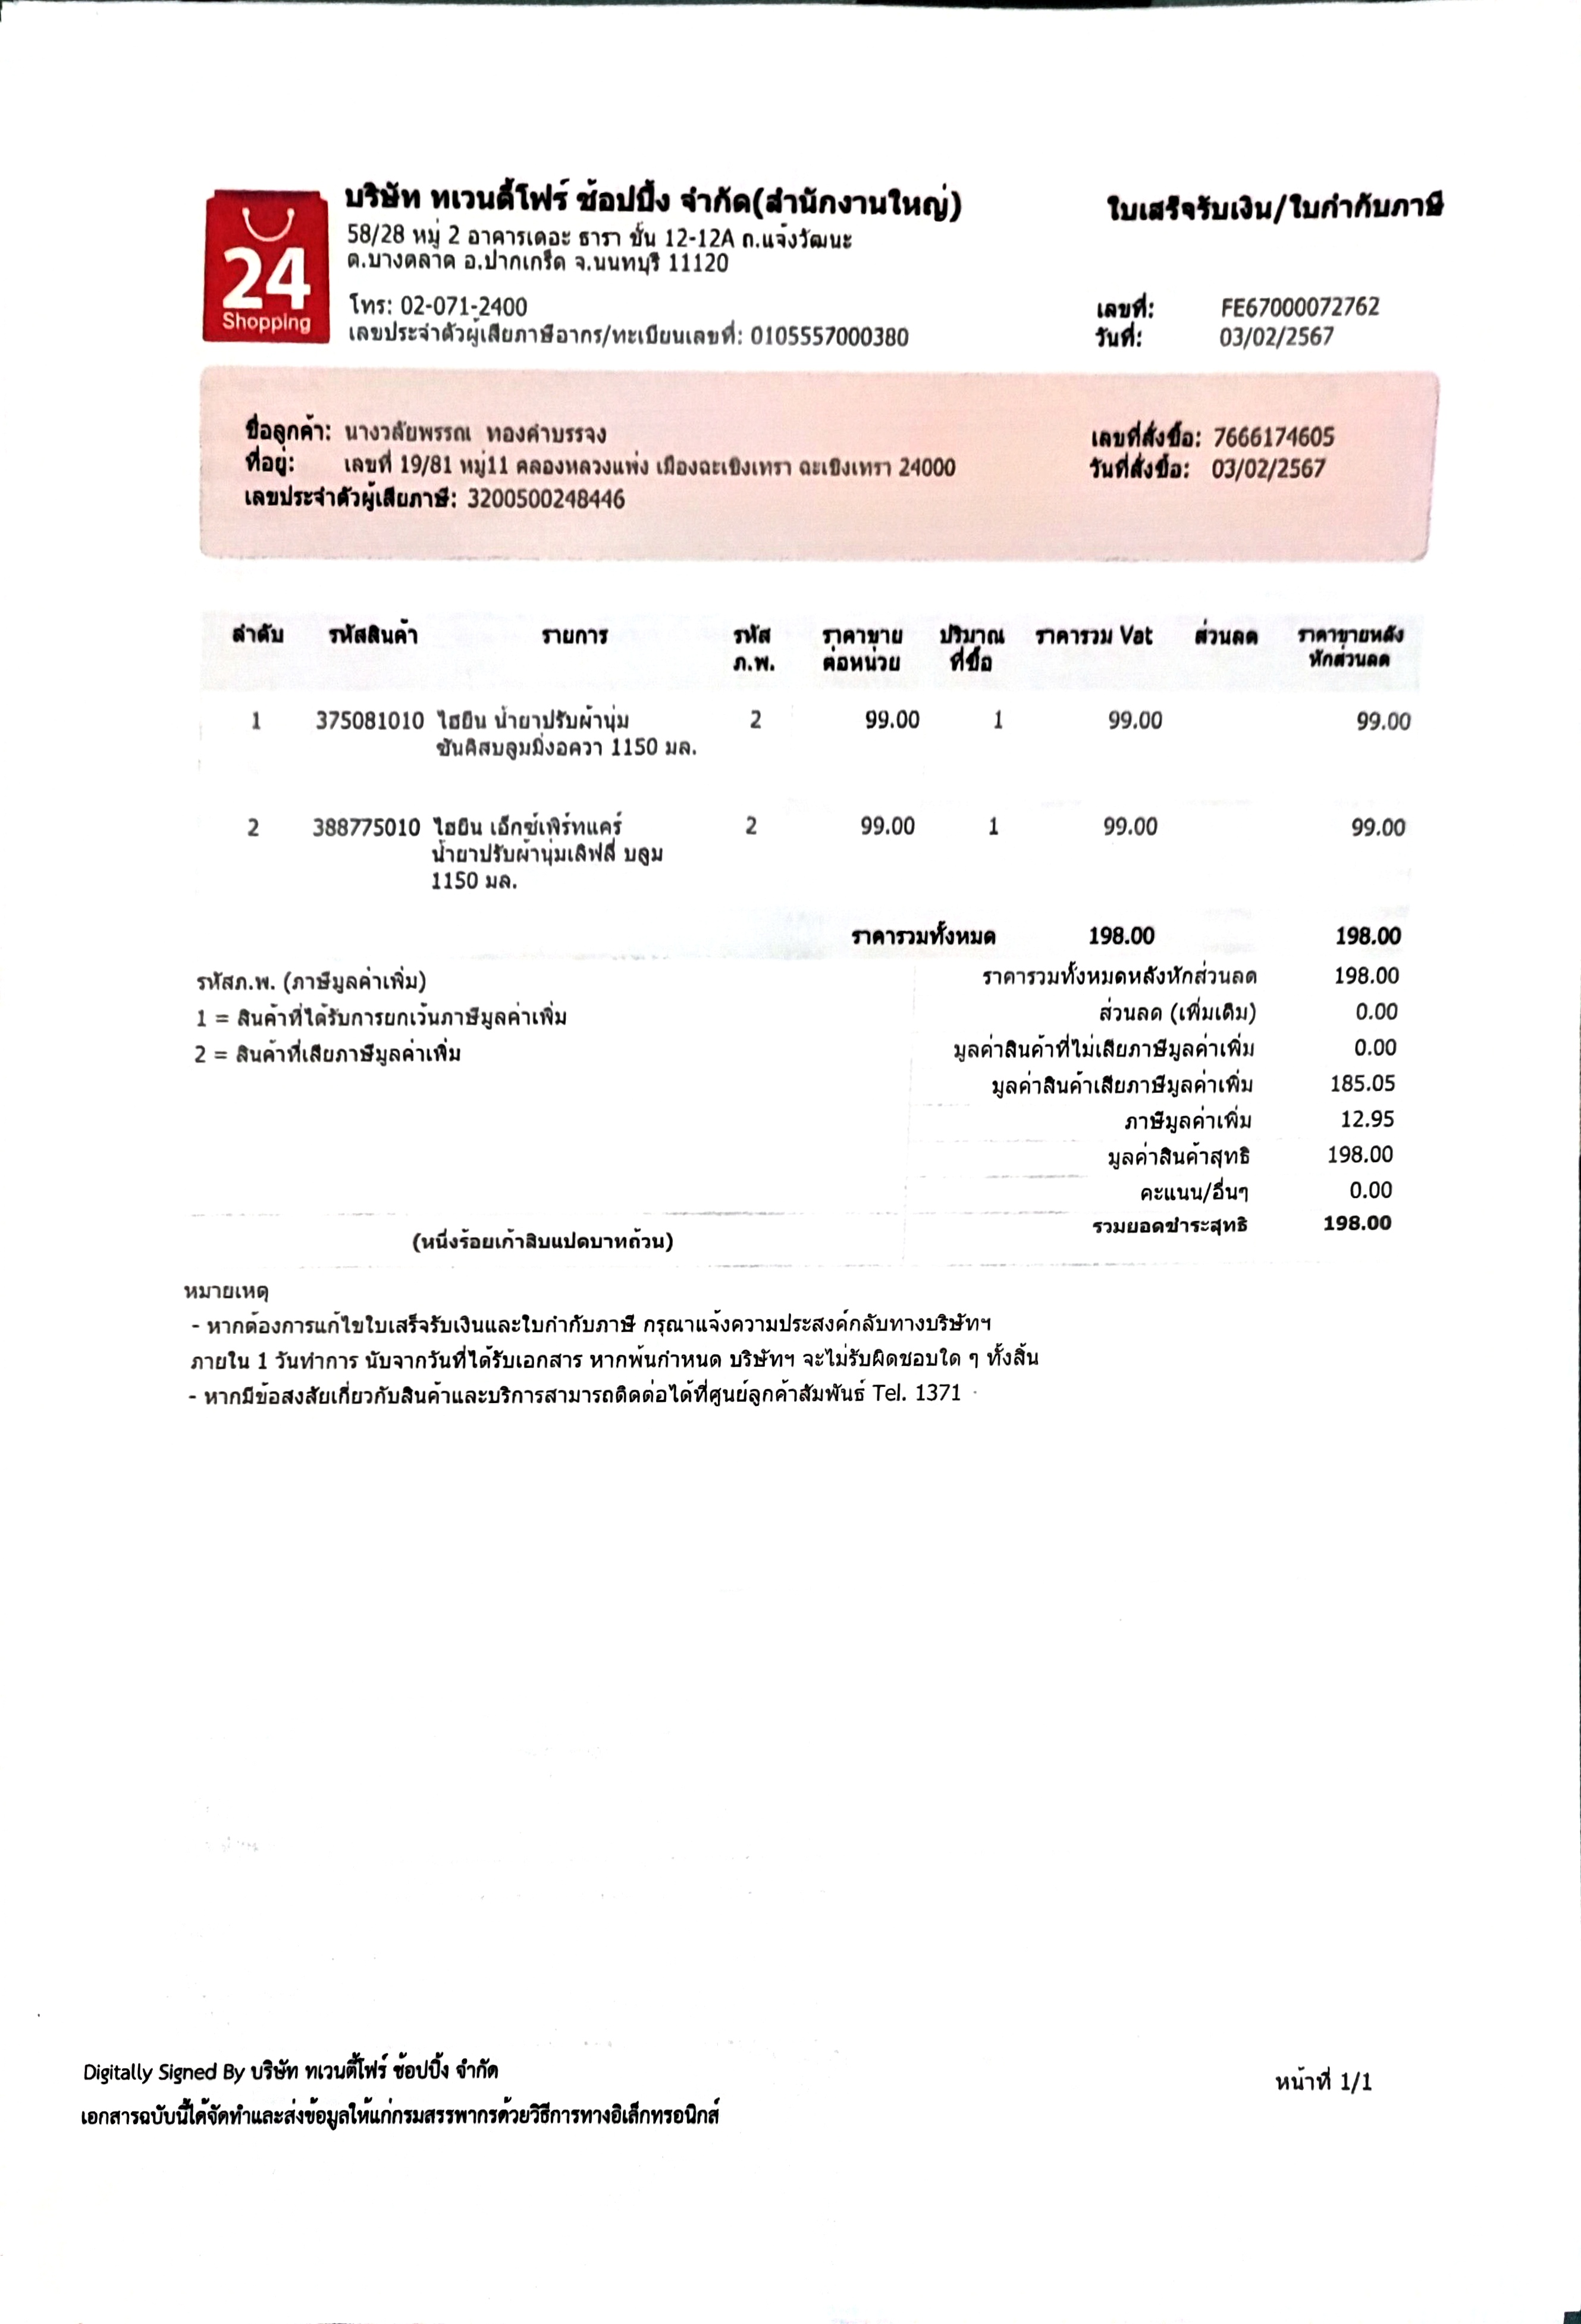 24
Shopping
บริษัท ทเวนตี้โฟร์ ช้อปปิ้ง จำกัด(สำนักงานใหญ่)
ใบเสร็จรับเงิน/ใบกำกับภาษี
58/28 หมู่ 2 อาคารเดอะ ธารา ชั้น 12-12A ถ.แจ้งวัฒนะ
ต.บางตลาด อ.ปากเกร็ด จ.นนทบุรี 11120
โทร: 02-071-2400
เลขที่: FE67000072762
เลขประจำตัวผู้เสียภาษีอากร/ทะเบียนเลขที่: 0105557000380
วันที่: 03/02/2567
ชื่อลูกค้า: นางวลัยพรรณ ทองคำบรรจง
เลขที่สั่งซื้อ: 7666174605
ที่อยู่: เลขที่ 19/81 หมู่11 คลองหลวงแพ่ง เมืองฉะเชิงเทรา ฉะเชิงเทรา 24000
วันที่สั่งซื้อ: 03/02/2567
เลขประจำตัวผู้เสียภาษี: 3200500248446
ลำดับ รหัสสินค้า รายการ รหัส ราคาขาย ปริมาณ ราคารวม Vat ส่วนลด ราคาขายหลัง
ภ.พ. ต่อหน่วย ที่ซื้อ หักส่วนลด
1 375081010 ไฮยีน น้ำยาปรับผ้านุ่ม 2 99.00 1 99.00 99.00
ซันคิสบลูมมิ่งอควา 1150 มล.
2 388775010 ไฮยีน เอ็กซ์เพิร์ทแคร์ 2 99.00 1 99.00 99.00
น้ำยาปรับผ้านุ่มเลิฟลี่ บลูม
1150 มล.
ราคารวมทั้งหมด 198.00 198.00
รหัสภ.พ. (ภาษีมูลค่าเพิ่ม)
ราคารวมทั้งหมดหลังหักส่วนลด 198.00
1 = สินค้าที่ได้รับการยกเว้นภาษีมูลค่าเพิ่ม
ส่วนลด (เพิ่มเติม) 0.00
2 = สินค้าที่เสียภาษีมูลค่าเพิ่ม
มูลค่าสินค้าที่ไม่เสียภาษีมูลค่าเพิ่ม 0.00
มูลค่าสินค้าเสียภาษีมูลค่าเพิ่ม 185.05
ภาษีมูลค่าเพิ่ม 12.95
มูลค่าสินค้าสุทธิ 198.00
คะแนน/อื่นๆ 0.00
(หนึ่งร้อยเก้าสิบแปดบาทถ้วน)
รวมยอดชำระสุทธิ 198.00
หมายเหตุ
- หากต้องการแก้ไขใบเสร็จรับเงินและใบกำกับภาษี กรุณาแจ้งความประสงค์กลับทางบริษัทฯ
ภายใน 1 วันทำการ นับจากวันที่ได้รับเอกสาร หากพ้นกำหนด บริษัทฯ จะไม่รับผิดชอบใด ๆ ทั้งสิ้น
- หากมีข้อสงสัยเกี่ยวกับสินค้าและบริการสามารถติดต่อได้ที่ศูนย์ลูกค้าสัมพันธ์ Tel. 1371
Digitally Signed By บริษัท ทเวนตี้โฟร์ ช้อปปิ้ง จำกัด
หน้าที่ 1/1
เอกสารฉบับนี้ได้จัดทำและส่งข้อมูลให้แก่กรมสรรพากรด้วยวิธีการทางอิเล็กทรอนิกส์